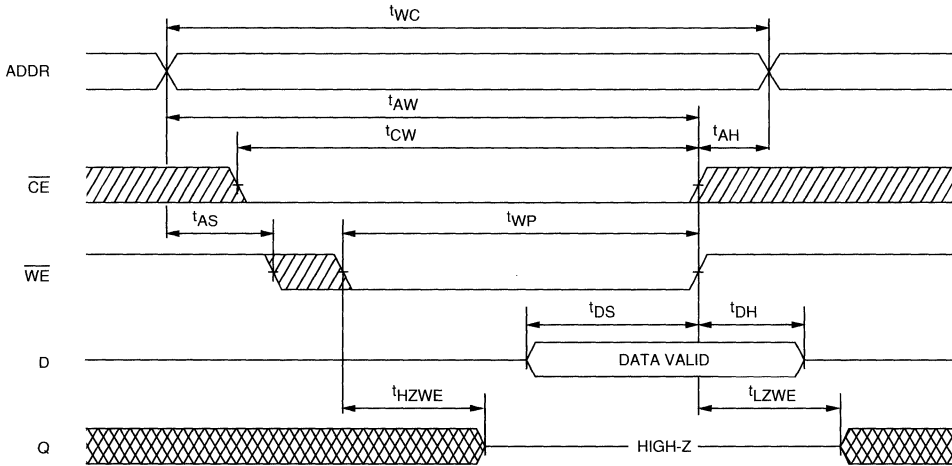 tWC
ADDR
tAW
tCW
tAH
CE
tAS
tWP
WE
tDS
tDH
D
DATA VALID
tHZWE
tLZWE
Q
HIGH-Z